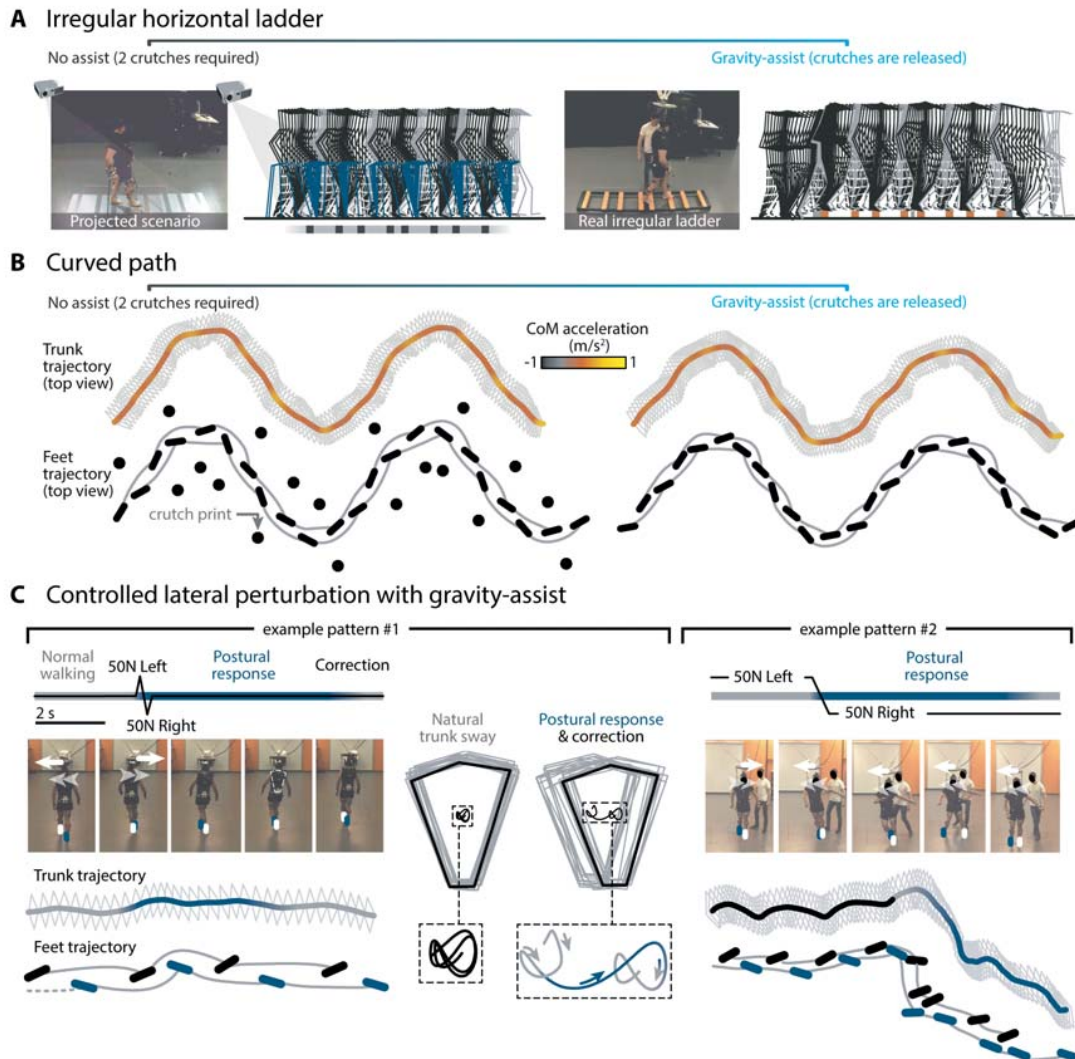 A Irregular horizontal ladder
No assist (2 crutches required)
Gravity-assist (crutches are released)
Projected scenario
Real irregular ladder
B Curved path
No assist (2 crutches required)
Gravity-assist (crutches are released)
Trunk
trajectory
(top view)
CoM acceleration
(m/s²)
-1 1
Feet
trajectory
(top view)
crutch print
C Controlled lateral perturbation with gravity-assist
example pattern #1
Normal
walking
50N Left
Postural
response
Correction
2 s
50N Right
Natural
trunk sway
Postural response
& correction
Trunk trajectory
Feet trajectory
example pattern #2
50N Left
Postural
response
50N Right